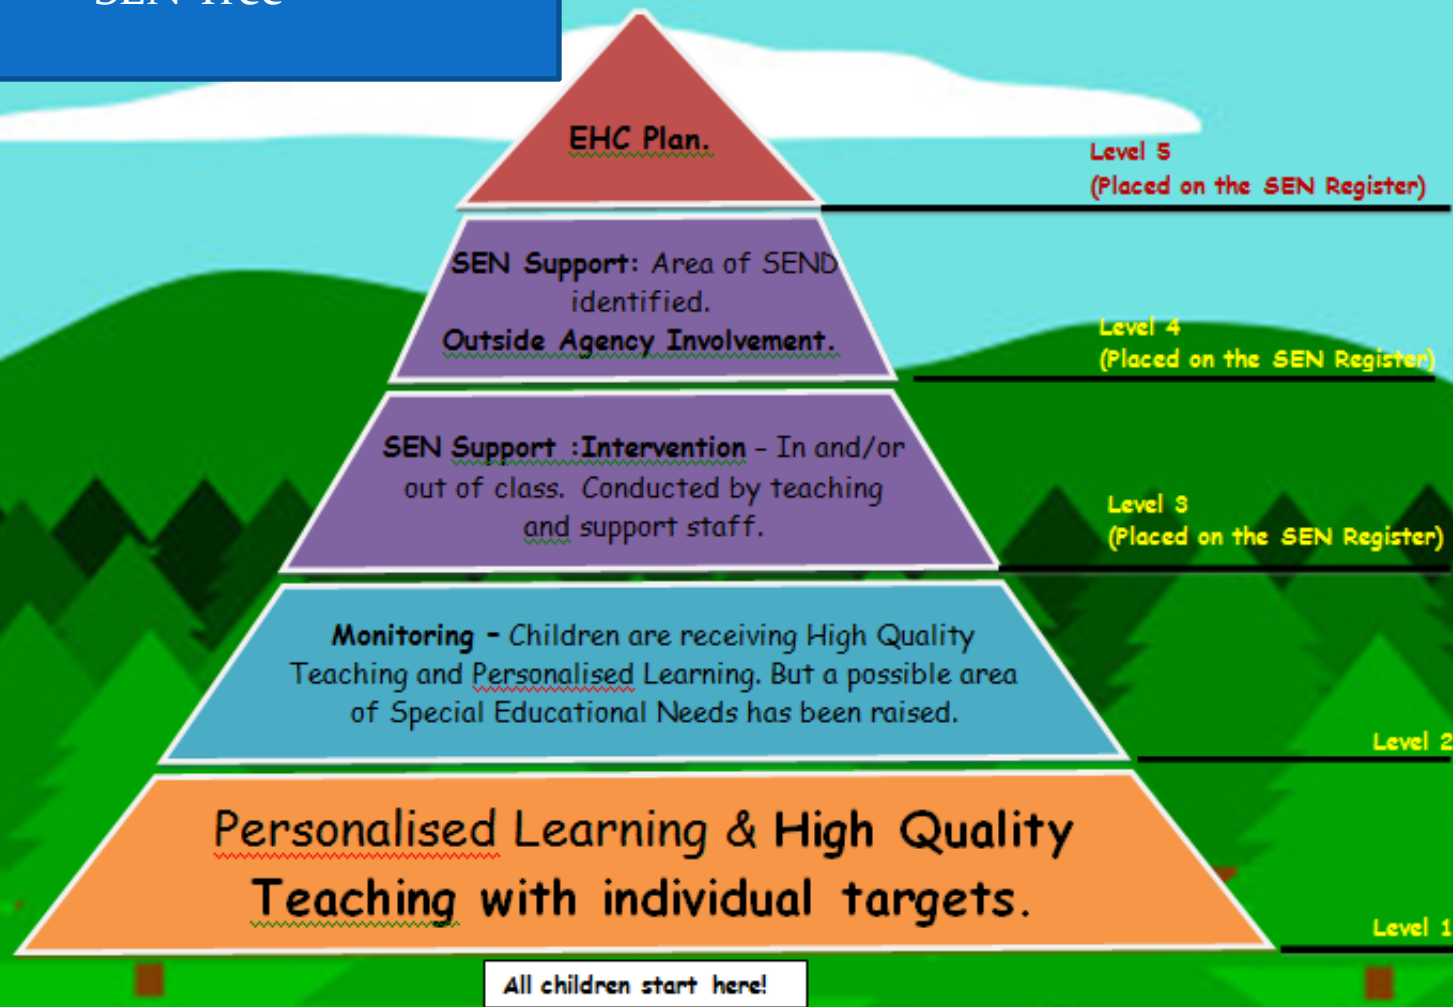 SEN Tree
EHC Plan.
Level 5
(Placed on the SEN Register)
SEN Support: Area of SEND
identified.
Outside Agency Involvement.
Level 4
(Placed on the SEN Register)
SEN Support :Intervention – In and/or
out of class. Conducted by teaching
and support staff.
Level 3
(Placed on the SEN Register)
Monitoring – Children are receiving High Quality
Teaching and Personalised Learning. But a possible area
of Special Educational Needs has been raised.
Level 2
Personalised Learning & High Quality
Teaching with individual targets.
Level 1
All children start here!